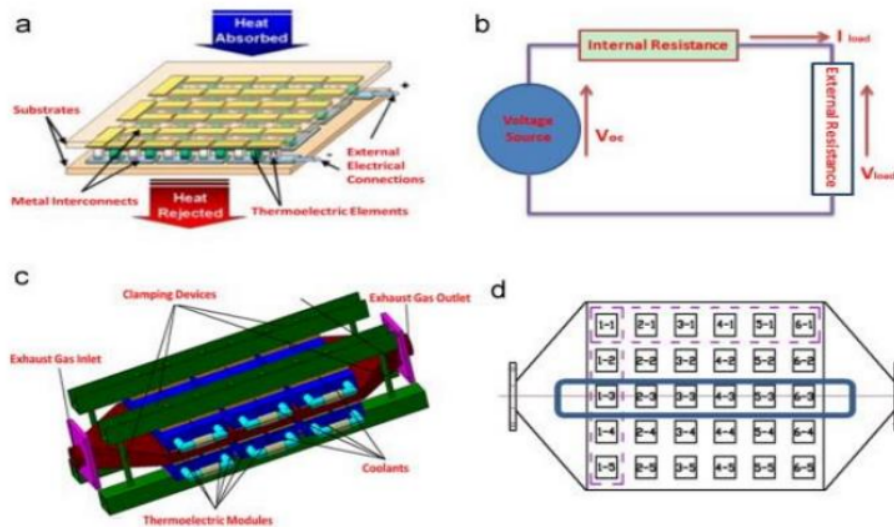 a
Heat
Absorbed
Substrates
Metal Interconnects
Heat
Rejected
Thermoelectric Elements
External
Electrical
Connections
+
-
b
Internal Resistance
I load
Voltage
Source
Voc
External Resistance
Vload
c
Clamping Devices
Exhaust Gas Outlet
Exhaust Gas Inlet
Coolants
Thermoelectric Modules
d
1-1 2-1 3-1 4-1 5-1 6-1
1-2 2-2 3-2 4-2 5-2 6-2
1-3 2-3 3-3 4-3 5-3 6-3
1-4 2-4 3-4 4-4 5-4 6-4
1-5 2-5 3-5 4-5 5-5 6-5